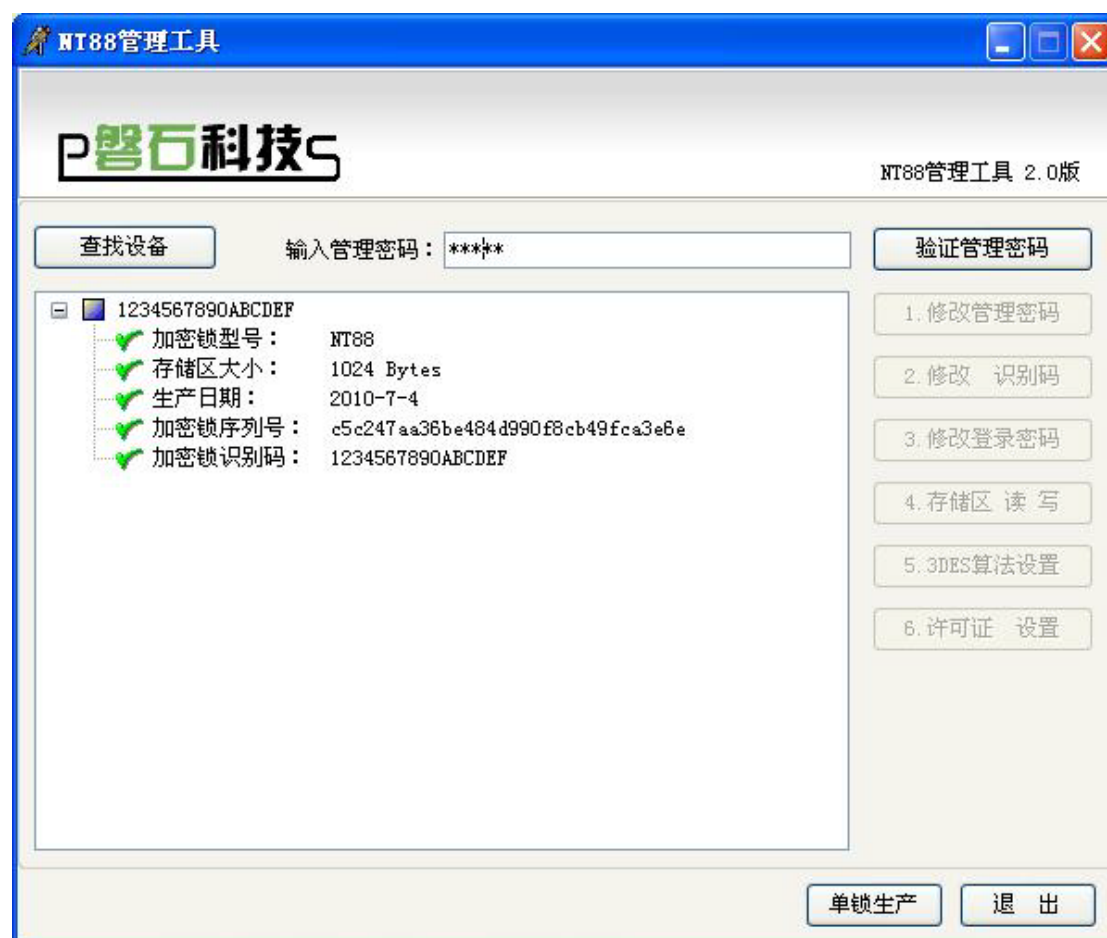 NT88管理工具
P磐石科技S
NT88管理工具 2.0版
查找设备 输入管理密码： ****** 验证管理密码
1234567890ABCDEF
加密锁型号： NT88
存储区大小： 1024 Bytes
生产日期： 2010-7-4
加密锁序列号： c5c247aa36be484d990f8cb49fca3e6e
加密锁识别码： 1234567890ABCDEF
1.修改管理密码
2.修改 识别码
3.修改登录密码
4.存储区 读 写
5.3DES算法设置
6.许可证 设置
单锁生产 退 出